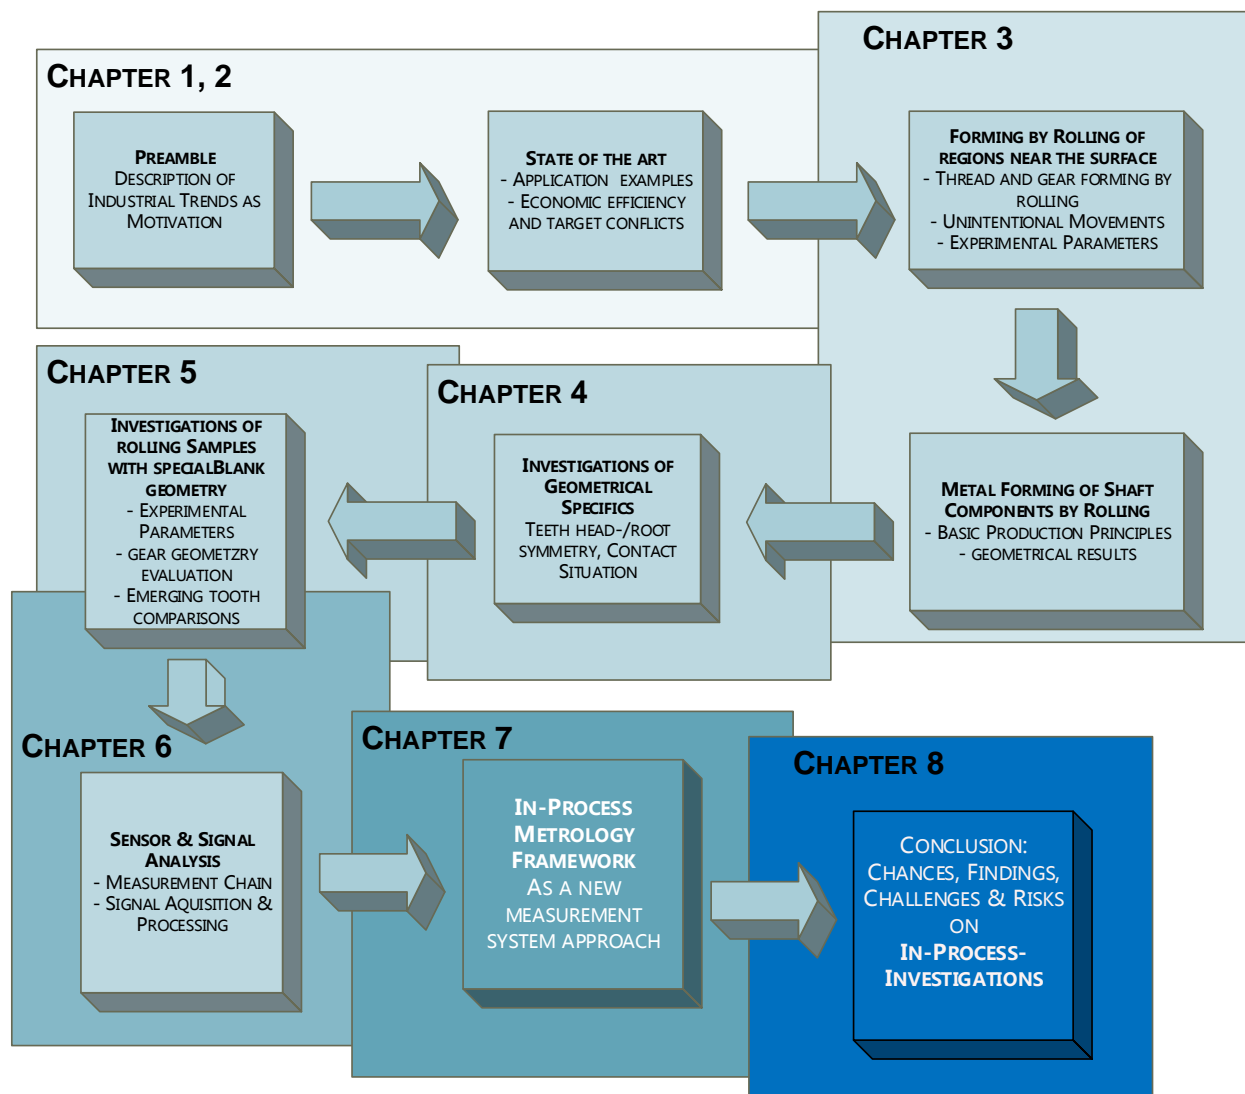 CHAPTER 1, 2
PREAMBLE
DESCRIPTION OF
INDUSTRIAL TRENDS AS
MOTIVATION
STATE OF THE ART
- APPLICATION EXAMPLES
- ECONOMIC EFFICIENCY
AND TARGET CONFLICTS
CHAPTER 3
FORMING BY ROLLING OF
REGIONS NEAR THE SURFACE
- THREAD AND GEAR FORMING BY
ROLLING
- UNINTENTIONAL MOVEMENTS
- EXPERIMENTAL PARAMETERS
METAL FORMING OF SHAFT
COMPONENTS BY ROLLING
- BASIC PRODUCTION PRINCIPLES
- GEOMETRICAL RESULTS
CHAPTER 4
INVESTIGATIONS OF
GEOMETRICAL
SPECIFICS
TEETH HEAD-/ROOT
SYMMETRY, CONTACT
SITUATION
CHAPTER 5
INVESTIGATIONS OF
ROLLING SAMPLES
WITH SPECIALBLANK
GEOMETRY
- EXPERIMENTAL
PARAMETERS
- GEAR GEOMETZRY
EVALUATION
- EMERGING TOOTH
COMPARISONS
CHAPTER 6
SENSOR & SIGNAL
ANALYSIS
- MEASUREMENT CHAIN
- SIGNAL AQUISITION &
PROCESSING
CHAPTER 7
IN-PROCESS
METROLOGY
FRAMEWORK
AS A NEW
MEASUREMENT
SYSTEM APPROACH
CHAPTER 8
CONCLUSION:
CHANCES, FINDINGS,
CHALLENGES & RISKS
ON
IN-PROCESS-
INVESTIGATIONS